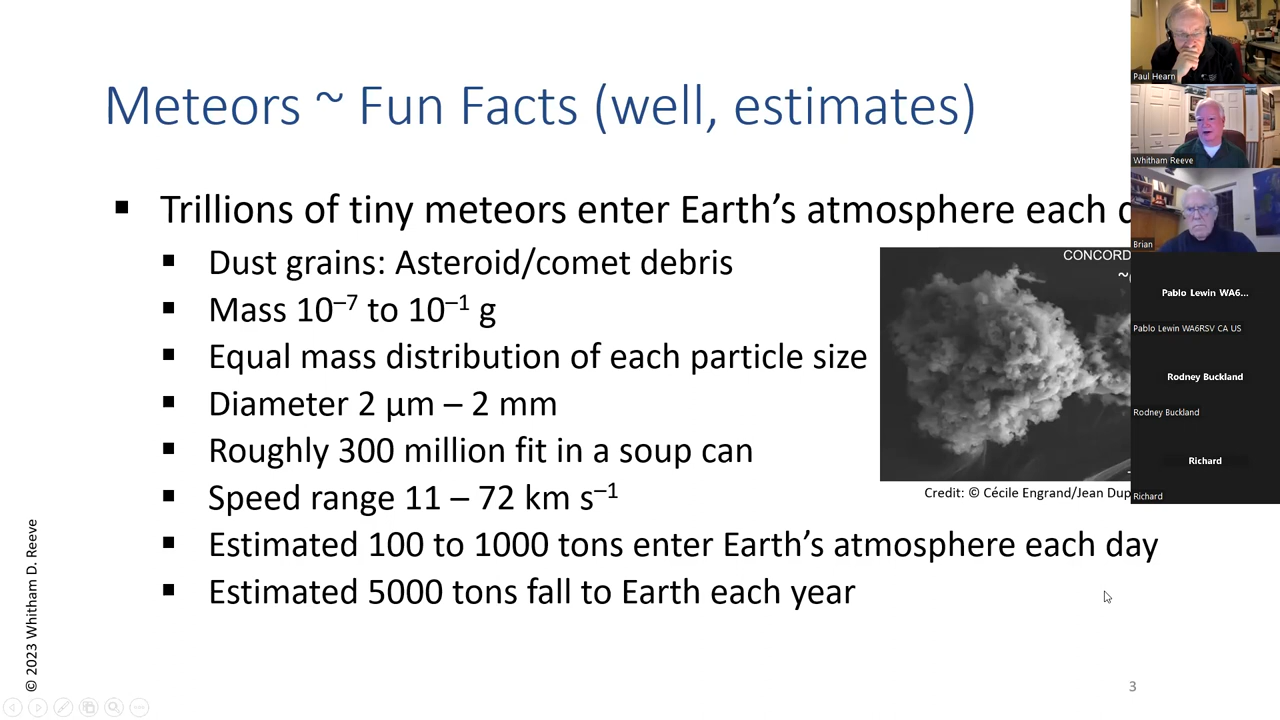 Meteors ~ Fun Facts (well, estimates)
▪ Trillions of tiny meteors enter Earth’s atmosphere each
▪ Dust grains: Asteroid/comet debris
▪ Mass 10⁻⁷ to 10⁻¹ g
▪ Equal mass distribution of each particle size
▪ Diameter 2 µm – 2 mm
▪ Roughly 300 million fit in a soup can
▪ Speed range 11 – 72 km s⁻¹
▪ Estimated 100 to 1000 tons enter Earth’s atmosphere each day
▪ Estimated 5000 tons fall to Earth each year
CONCORD
Credit: © Cécile Engrand/Jean Dup
© 2023 Whitham D. Reeve
3
Paul Hearn
Whitham Reeve
Brian
Pablo Lewin WA6...
Pablo Lewin WA6RSV CA US
Rodney Buckland
Rodney Buckland
Richard
Richard